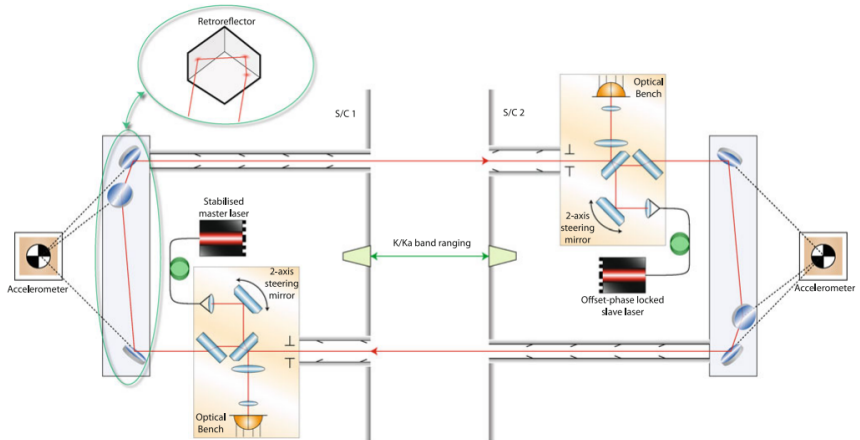 Retroreflector
S/C 1
S/C 2
Optical
Bench
Stabilised
master laser
2-axis
steering
mirror
K/Ka band ranging
Accelerometer
Accelerometer
2-axis
steering
mirror
Offset-phase locked
slave laser
Optical
Bench